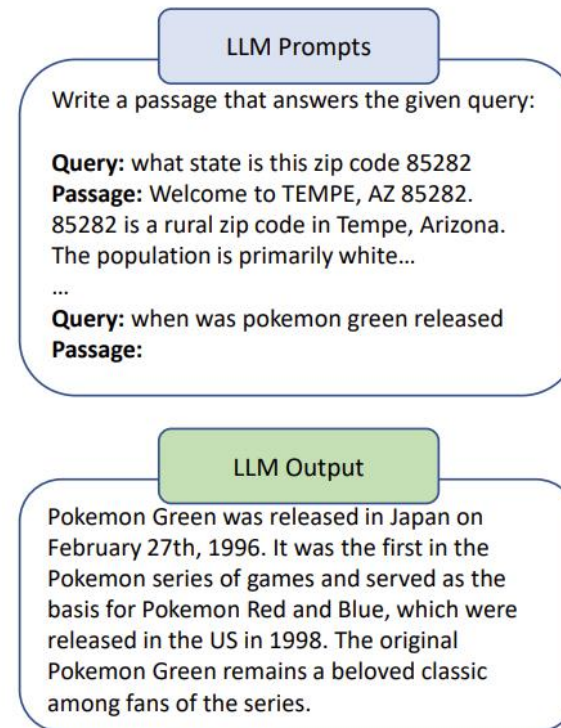 LLM Prompts
Write a passage that answers the given query:
Query: what state is this zip code 85282
Passage: Welcome to TEMPE, AZ 85282.
85282 is a rural zip code in Tempe, Arizona.
The population is primarily white...
...
Query: when was pokemon green released
Passage:
LLM Output
Pokemon Green was released in Japan on
February 27th, 1996. It was the first in the
Pokemon series of games and served as the
basis for Pokemon Red and Blue, which were
released in the US in 1998. The original
Pokemon Green remains a beloved classic
among fans of the series.